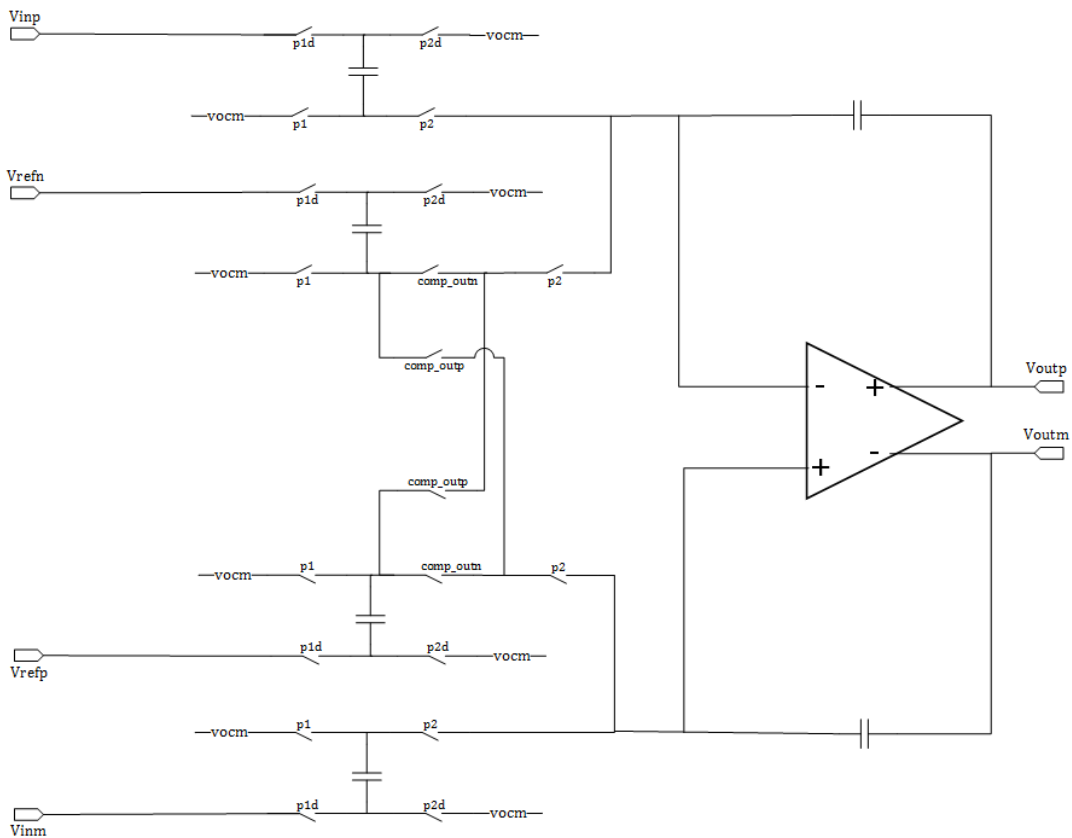 Vinp
p1d
p2d
vocm
vocm
p1
p2
Vrefn
p1d
p2d
vocm
vocm
p1
comp_outn
p2
comp_outp
- +
Voutp
Voutm
+ -
comp_outp
vocm
p1
comp_outn
p2
Vrefp
p1d
p2d
vocm
vocm
p1
p2
Vinm
p1d
p2d
vocm